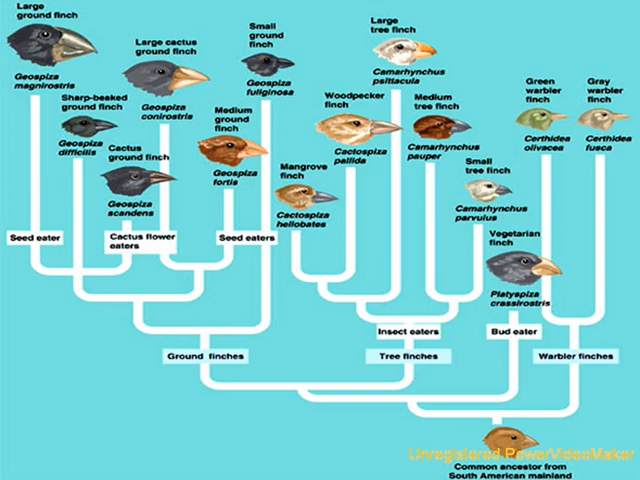 Large
ground finch
Geospiza
magnirostris
Large cactus
ground finch
Geospiza
conirostris
Small
ground
finch
Geospiza
fuliginosa
Large
tree finch
Camarhynchus
psittacula
Sharp-beaked
ground finch
Geospiza
difficilis
Medium
ground
finch
Geospiza
fortis
Woodpecker
finch
Cactospiza
pallida
Medium
tree finch
Camarhynchus
pauper
Green
warbler
finch
Certhidea
olivacea
Gray
warbler
finch
Certhidea
fusca
Cactus
ground finch
Geospiza
scandens
Mangrove
finch
Cactospiza
heliobates
Small
tree finch
Camarhynchus
parvulus
Vegetarian
finch
Platyspiza
crassirostris
Seed eater
Cactus flower
eaters
Seed eaters
Insect eaters
Bud eater
Ground finches
Tree finches
Warbler finches
Unregistered PowerVideoMaker
Common ancestor from
South American mainland